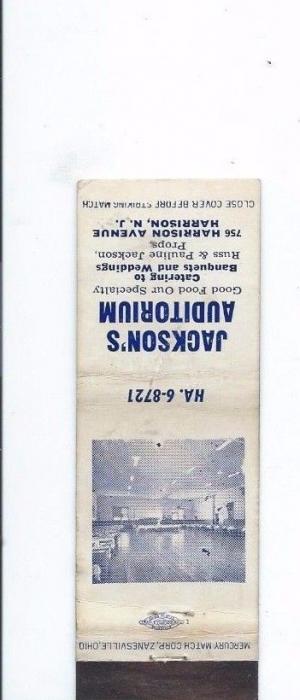 MERCURY MATCH CORP., ZANESVILLE, OHIO
HA. 6-8721
JACKSON'S
AUDITORIUM
Good Food Our Specialty
Catering to
Banquets and Weddings
Russ & Pauline Jackson,
Props.
756 HARRISON AVENUE
HARRISON, N. J.
CLOSE COVER BEFORE STRIKING MATCH